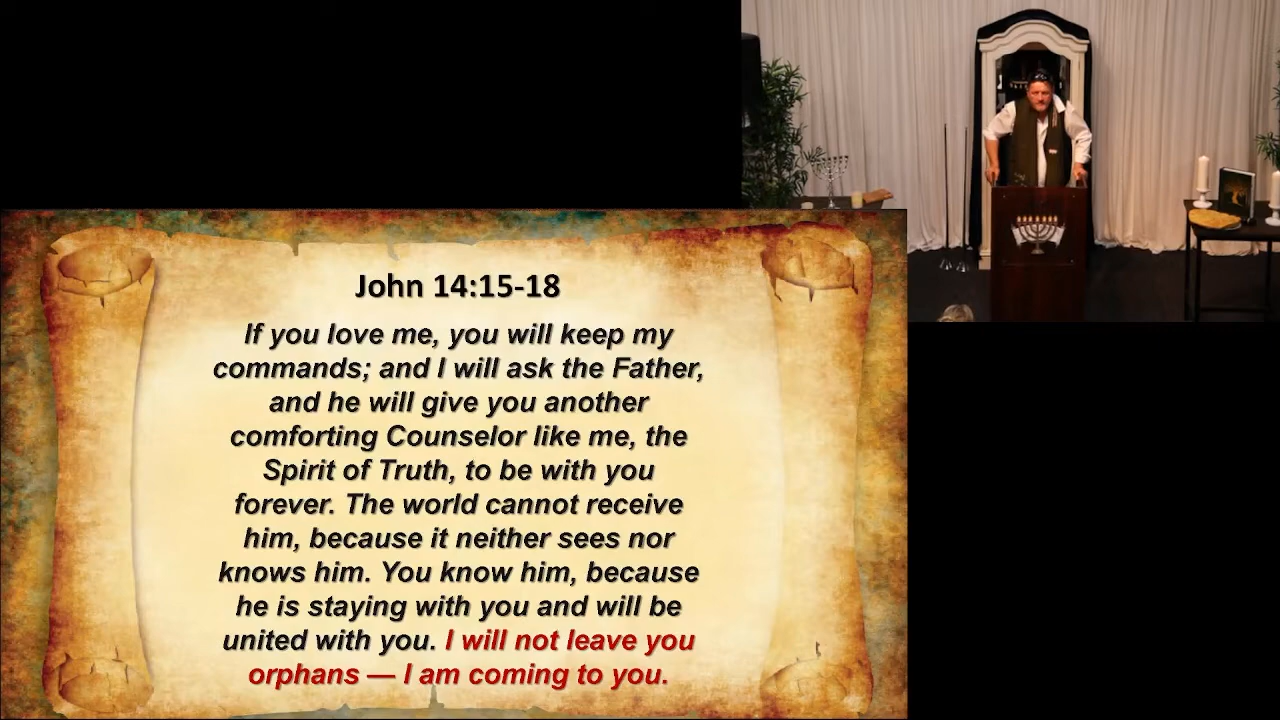 John 14:15-18
If you love me, you will keep my
commands; and I will ask the Father,
and he will give you another
comforting Counselor like me, the
Spirit of Truth, to be with you
forever. The world cannot receive
him, because it neither sees nor
knows him. You know him, because
he is staying with you and will be
united with you. I will not leave you
orphans — I am coming to you.